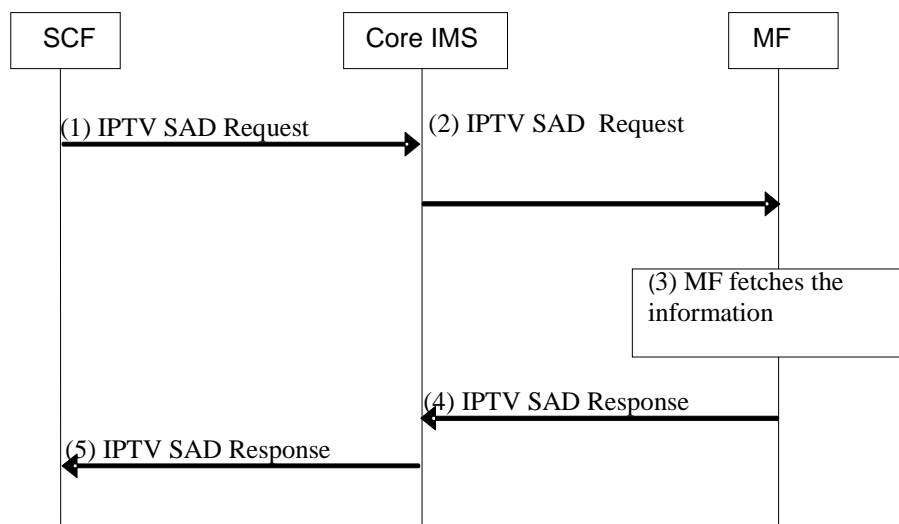 SCF
Core IMS
MF
(1) IPTV SAD Request
(2) IPTV SAD  Request
(3) MF fetches the
information
(4) IPTV SAD Response
(5) IPTV SAD Response